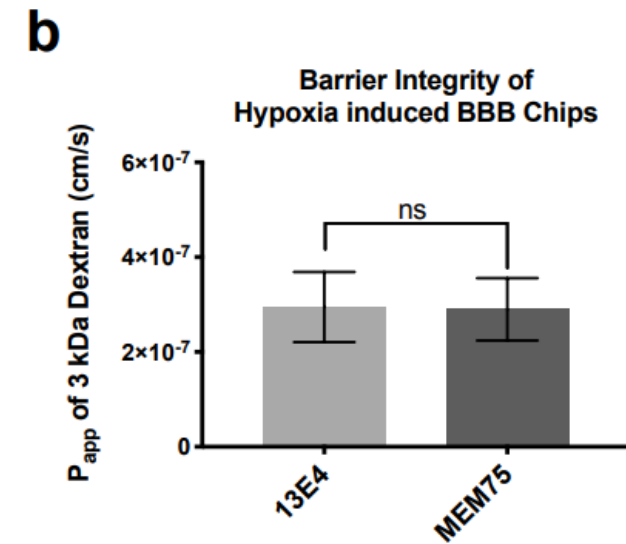 b
Barrier Integrity of
Hypoxia induced BBB Chips
P_app of 3 kDa Dextran (cm/s)
6×10⁻⁷
4×10⁻⁷
2×10⁻⁷
0
ns
13E4
MEM75